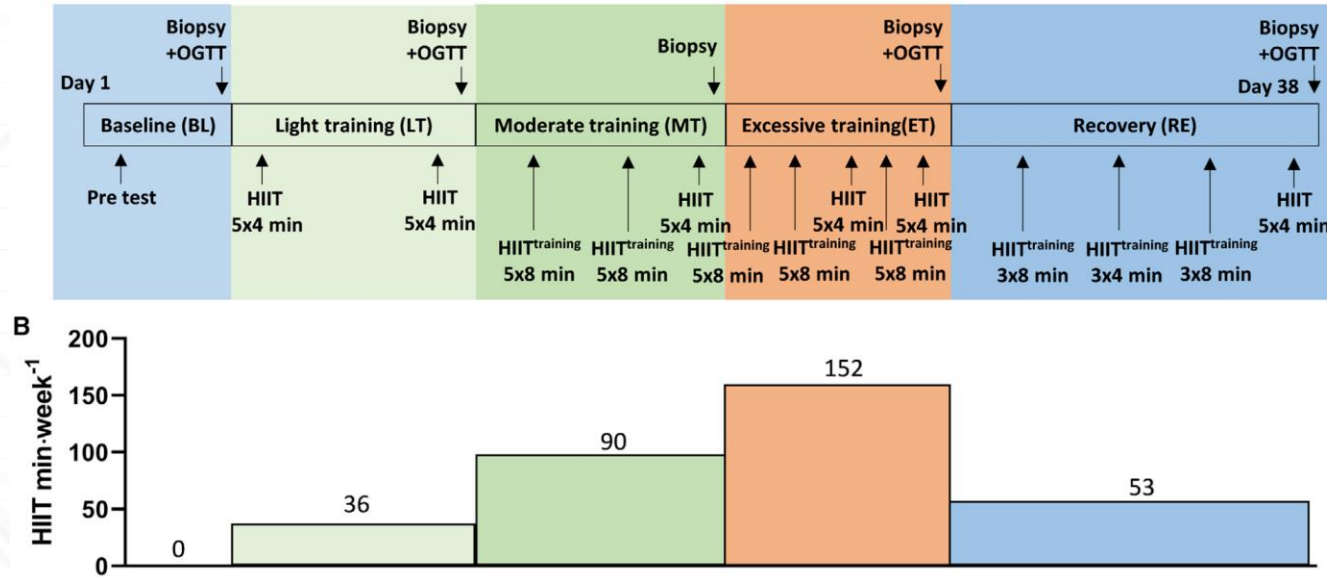 Biopsy
+OGTT
Biopsy
+OGTT
Biopsy
Biopsy
+OGTT
Biopsy
+OGTT
Day 1
Day 38
Baseline (BL)
Light training (LT)
Moderate training (MT)
Excessive training(ET)
Recovery (RE)
Pre test
HIIT
5x4 min
HIIT
5x4 min
HIITtraining
5x8 min
HIITtraining
5x8 min
HIIT
5x4 min
HIITtraining
5x8 min
HIITtraining
5x8 min
HIIT
5x4 min
HIITtraining
5x8 min
HIIT
5x4 min
HIITtraining
3x8 min
HIITtraining
3x4 min
HIITtraining
3x8 min
HIIT
5x4 min
B
HIIT min·week-1
200
150
100
50
0
0
36
90
152
53